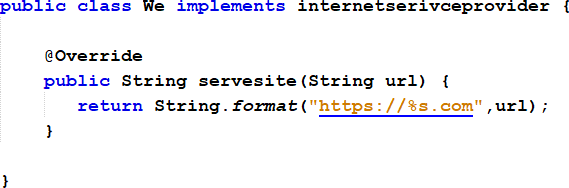 public class We implements internetserivceprovider {
@Override
public String servesite(String url) {
return String.format("https://%s.com",url);
}
}